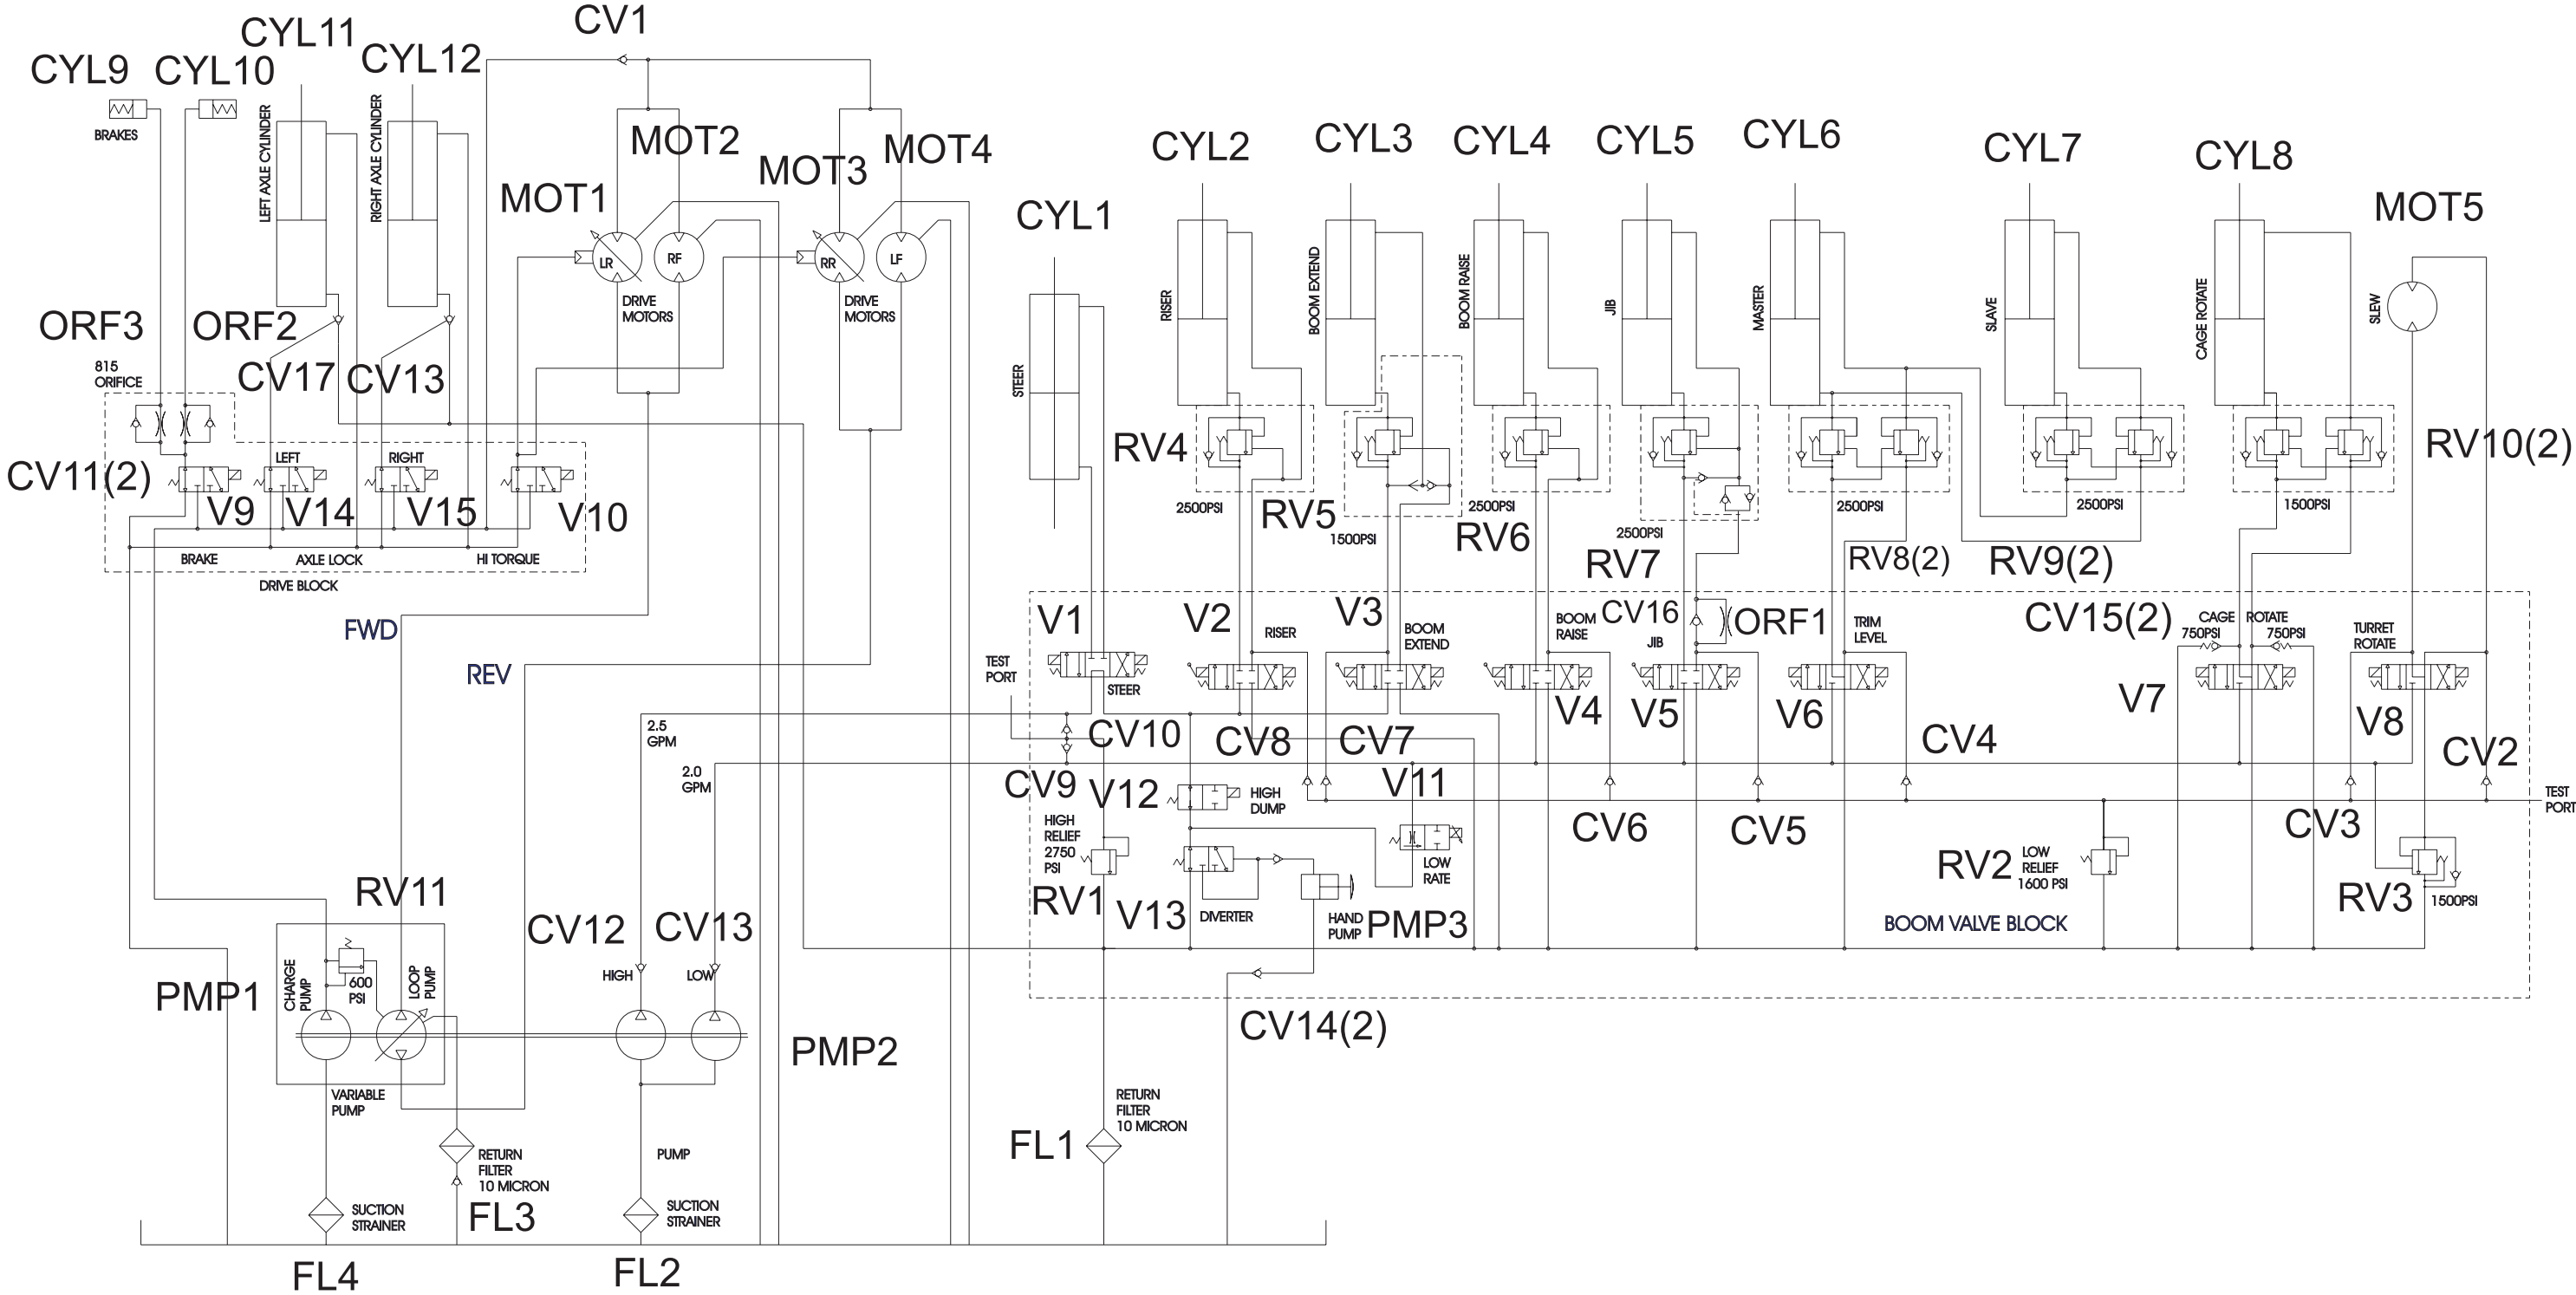 CV1
CYL11
CYL12
CYL9
CYL10
BRAKES
LEFT AXLE CYLINDER
RIGHT AXLE CYLINDER
MOT2
MOT4
MOT3
MOT1
LR
RF
RR
LF
DRIVE
MOTORS
DRIVE
MOTORS
CYL1
CYL2
CYL3
CYL4
CYL5
CYL6
CYL7
CYL8
MOT5
STEER
RISER
BOOM EXTEND
BOOM RAISE
JIB
MASTER
SLAVE
CAGE ROTATE
SLEW
ORF3
ORF2
815
ORIFICE
CV17
CV13
CV11(2)
LEFT
RIGHT
V9
V14
V15
V10
BRAKE
AXLE LOCK
HI TORQUE
DRIVE BLOCK
RV4
2500PSI
RV5
1500PSI
2500PSI
RV6
2500PSI
RV7
2500PSI
RV8(2)
2500PSI
RV9(2)
1500PSI
RV10(2)
FWD
REV
V1
STEER
TEST
PORT
V2
RISER
V3
BOOM
EXTEND
BOOM
RAISE
V4
CV16
JIB
V5
ORF1
TRIM
LEVEL
V6
CV15(2)
CAGE ROTATE
750PSI
750PSI
V7
TURRET
ROTATE
V8
2.5
GPM
2.0
GPM
CV10
CV8
CV7
CV9
V12
HIGH
DUMP
V11
CV4
CV2
CV6
CV5
CV3
TEST
PORT
HIGH
RELIEF
2750
PSI
RV1
V13
DIVERTER
HAND
PUMP
PMP3
LOW
RATE
RV2
LOW
RELIEF
1600 PSI
RV3
1500PSI
BOOM VALVE BLOCK
RV11
CV12
CV13
HIGH
LOW
PMP1
CHARGE
PUMP
600
PSI
LOOP
PUMP
PMP2
CV14(2)
VARIABLE
PUMP
RETURN
FILTER
10 MICRON
FL1
PUMP
RETURN
FILTER
10 MICRON
FL3
SUCTION
STRAINER
SUCTION
STRAINER
FL4
FL2